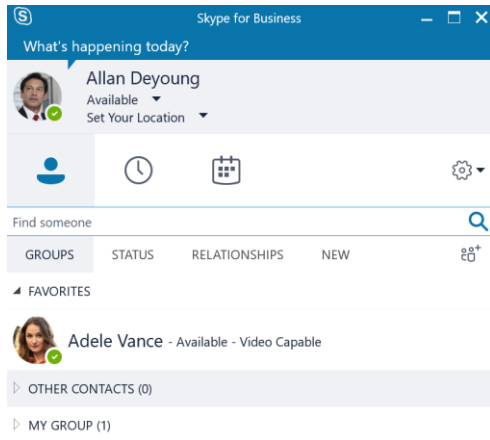 Skype for Business
What's happening today?
Allan Deyoung
Available
Set Your Location
Find someone
GROUPS STATUS RELATIONSHIPS NEW
FAVORITES
Adele Vance - Available - Video Capable
OTHER CONTACTS (0)
MY GROUP (1)